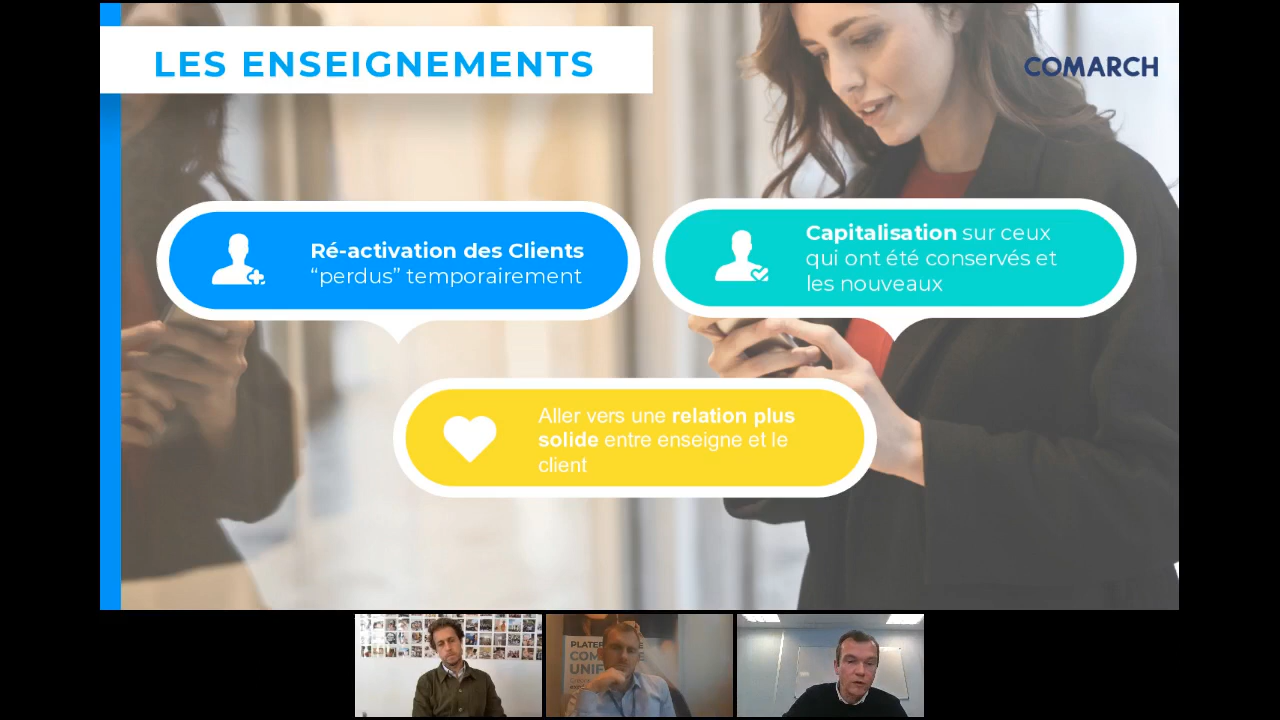 LES ENSEIGNEMENTS
COMARCH
Ré-activation des Clients
“perdus” temporairement
Capitalisation sur ceux
qui ont été conservés et
les nouveaux
Aller vers une relation plus
solide entre enseigne et le
client